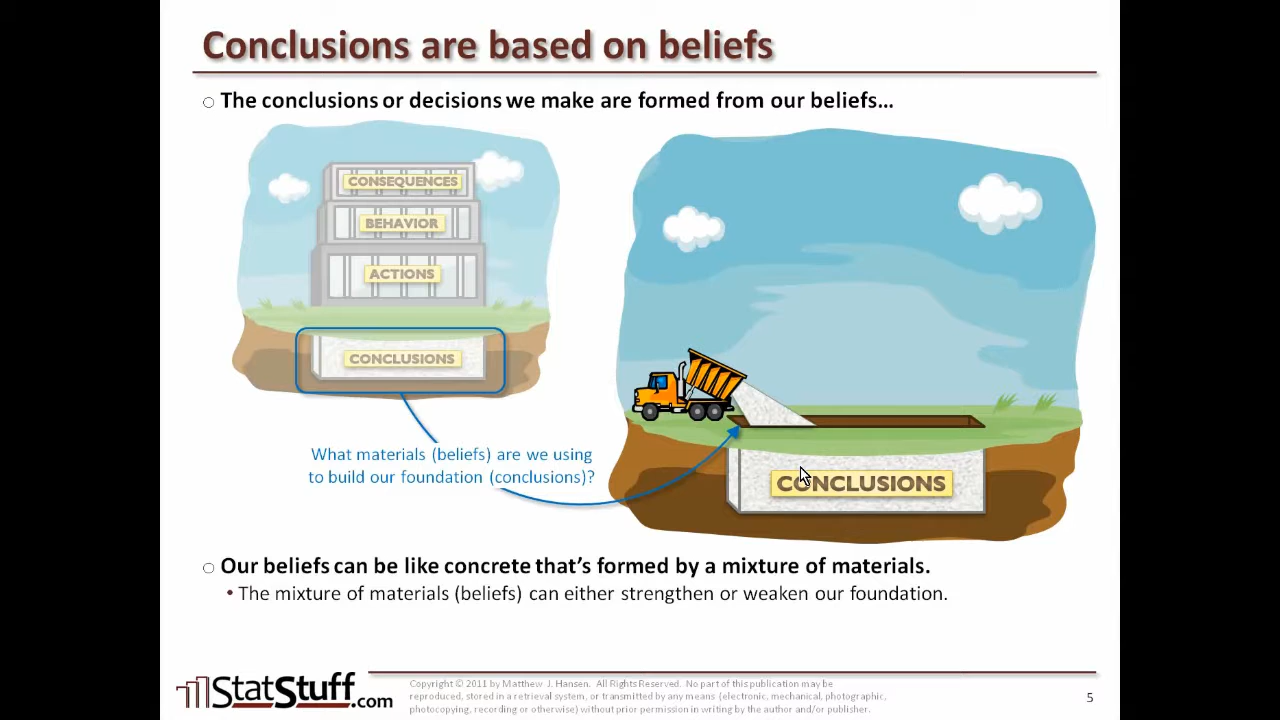 Conclusions are based on beliefs
○ The conclusions or decisions we make are formed from our beliefs...
CONSEQUENCES
BEHAVIOR
ACTIONS
CONCLUSIONS
What materials (beliefs) are we using
to build our foundation (conclusions)?
CONCLUSIONS
○ Our beliefs can be like concrete that's formed by a mixture of materials.
• The mixture of materials (beliefs) can either strengthen or weaken our foundation.
StatStuff.com
Copyright © 2011 by Matthew J. Hansen. All Rights Reserved. No part of this publication may be
reproduced, stored in a retrieval system, or transmitted by any means (electronic, mechanical, photographic,
photocopying, recording or otherwise) without prior permission in writing by the author and/or publisher.
5